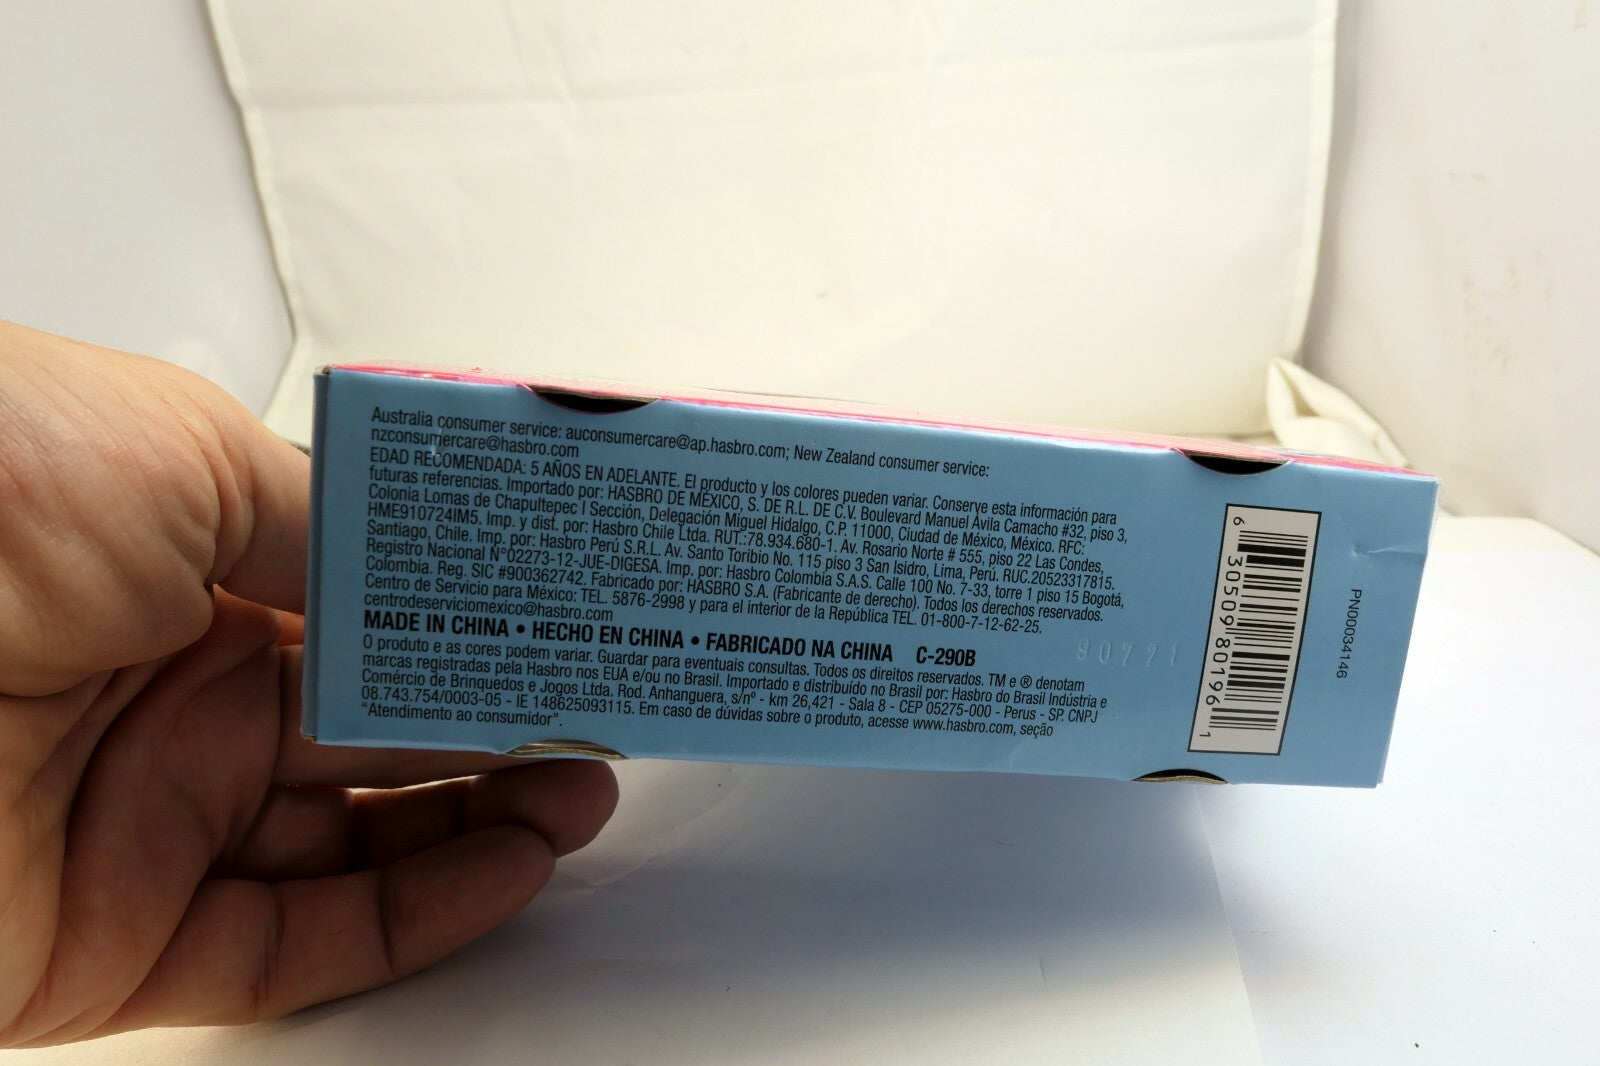 Australia consumer service: auconsumercare@ap.hasbro.com; New Zealand consumer service:
nzconsumercare@hasbro.com
EDAD RECOMENDADA: 5 AÑOS EN ADELANTE. El producto y los colores pueden variar. Conserve esta información para
futuras referencias. Importado por: HASBRO DE MÉXICO, S. DE R.L. DE C.V. Boulevard Manuel Ávila Camacho #32, piso 3,
Colonia Lomas de Chapultepec I Sección, Delegación Miguel Hidalgo, C.P. 11000, Ciudad de México, México. RFC:
HME910724IM5. Imp. y dist. por: Hasbro Chile Ltda. RUT.:78.934.680-1. Av. Rosario Norte # 555, piso 22 Las Condes,
Santiago, Chile. Imp. por: Hasbro Perú S.R.L. Av. Santo Toribio No. 115 piso 3 San Isidro, Lima, Perú. RUC.20523317815.
Registro Nacional N°02273-12-JUE-DIGESA. Imp. por: Hasbro Colombia S.A.S. Calle 100 No. 7-33, torre 1 piso 15 Bogotá,
Colombia. Reg. SIC #900362742. Fabricado por: HASBRO S.A. (Fabricante de derecho). Todos los derechos reservados.
Centro de Servicio para México: TEL. 5876-2998 y para el interior de la República TEL. 01-800-7-12-62-25.
centrodeserviciomexico@hasbro.com
MADE IN CHINA • HECHO EN CHINA • FABRICADO NA CHINA C-290B
O produto e as cores podem variar. Guardar para eventuais consultas. Todos os direitos reservados. TM e ® denotam
marcas registradas pela Hasbro nos EUA e/ou no Brasil. Importado e distribuído no Brasil por: Hasbro do Brasil Indústria e
Comércio de Brinquedos e Jogos Ltda. Rod. Anhanguera, s/nº - km 26,421 - Sala 8 - CEP 05275-000 - Perus - SP. CNPJ
08.743.754/0003-05 - IE 148625093115. Em caso de dúvidas sobre o produto, acesse www.hasbro.com, seção
"Atendimento ao consumidor".
90771
6 30509 80196 1
PN00034146